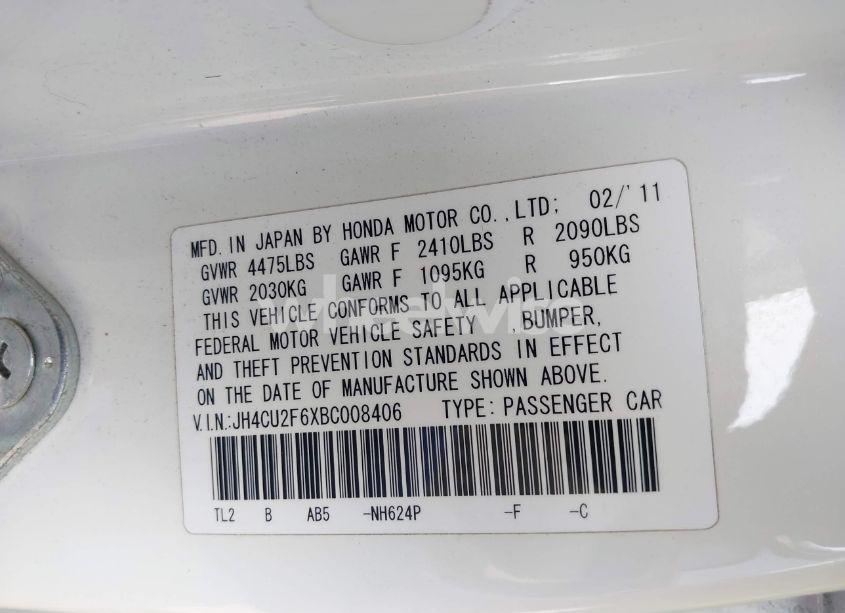 MFD. IN JAPAN BY HONDA MOTOR CO. ,LTD; 02/' 11
GVWR 4475LBS GAWR F 2410LBS R 2090LBS
GVWR 2030KG GAWR F 1095KG R 950KG
THIS VEHICLE CONFORMS TO ALL APPLICABLE
FEDERAL MOTOR VEHICLE SAFETY ,BUMPER,
AND THEFT PREVENTION STANDARDS IN EFFECT
ON THE DATE OF MANUFACTURE SHOWN ABOVE.
V.I.N.:JH4CU2F6XBC008406 TYPE: PASSENGER CAR
TL2 B AB5 -NH624P -F -C
wheelwire